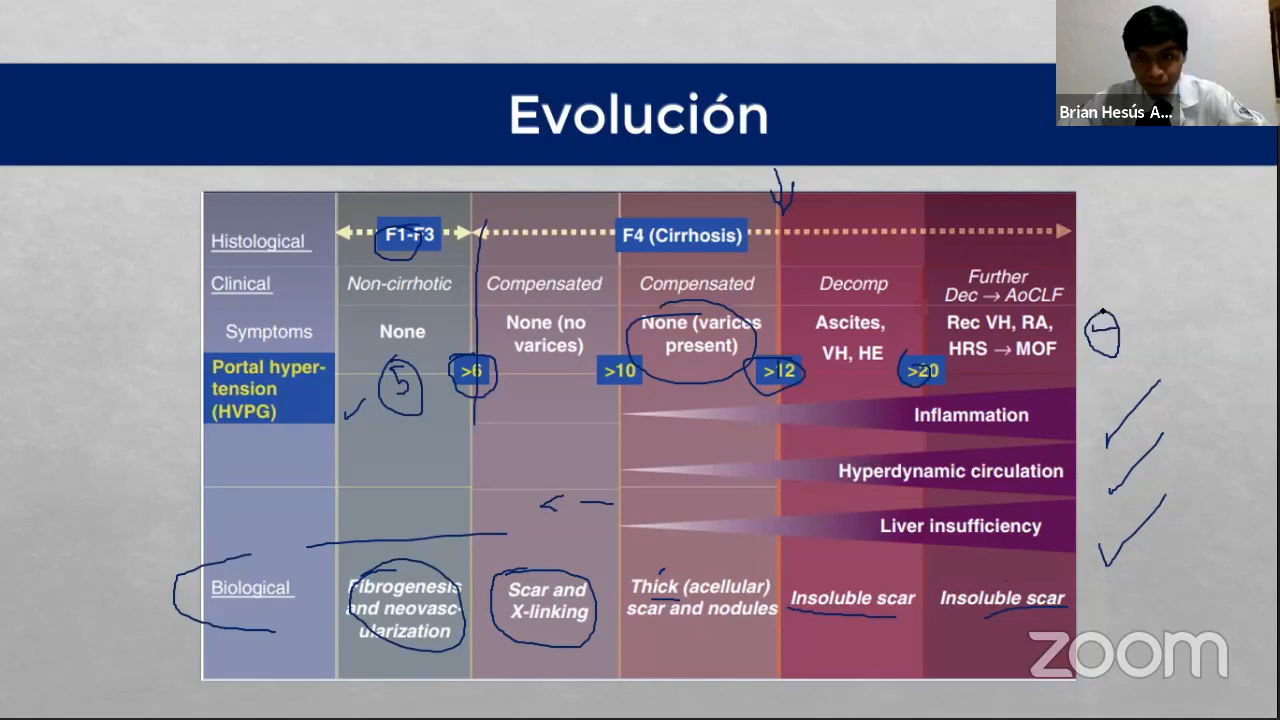 Evolución
Brian Hesús A...
Histological
F1-F3
F4 (Cirrhosis)
Clinical
Non-cirrhotic
Compensated
Compensated
Decomp
Further
Dec → AoCLF
Symptoms
None
None (no
varices)
None (varices
present)
Ascites,
VH, HE
Rec VH, RA,
HRS → MOF
Portal hyper-
tension
(HVPG)
5
>6
>10
>12
>20
Inflammation
Hyperdynamic circulation
Liver insufficiency
Biological
Fibrogenesis
and neovasc-
ularization
Scar and
X-linking
Thick (acellular)
scar and nodules
Insoluble scar
Insoluble scar
zoom